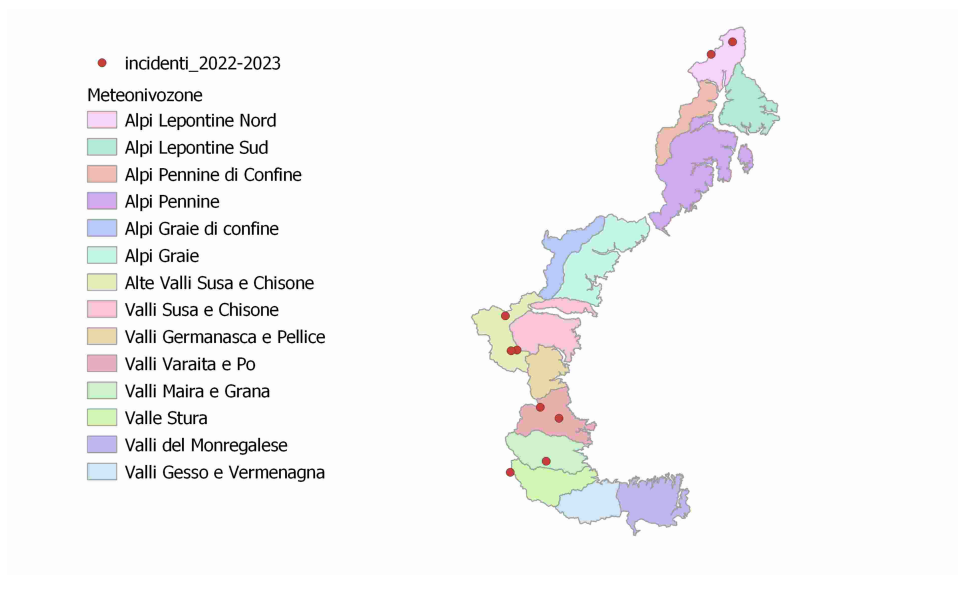 incidenti_2022-2023
Meteonivozone
Alpi Lepontine Nord
Alpi Lepontine Sud
Alpi Pennine di Confine
Alpi Pennine
Alpi Graie di confine
Alpi Graie
Alte Valli Susa e Chisone
Valli Susa e Chisone
Valli Germanasca e Pellice
Valli Varaita e Po
Valli Maira e Grana
Valle Stura
Valli del Monregalese
Valli Gesso e Vermenagna